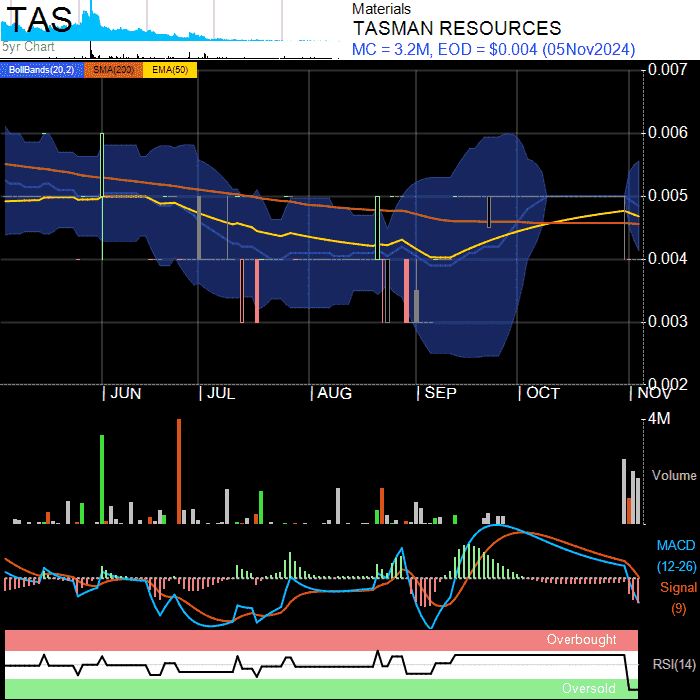 TAS
5yr Chart
Materials
TASMAN RESOURCES
MC = 3.2M, EOD = $0.004 (05Nov2024)
BollBands(20,2) SMA(200) EMA(50)
0.007
0.006
0.005
0.004
0.003
0.002
JUN JUL AUG SEP OCT NOV
4M
Volume
MACD
(12-26)
Signal
(9)
Overbought
RSI(14)
Oversold